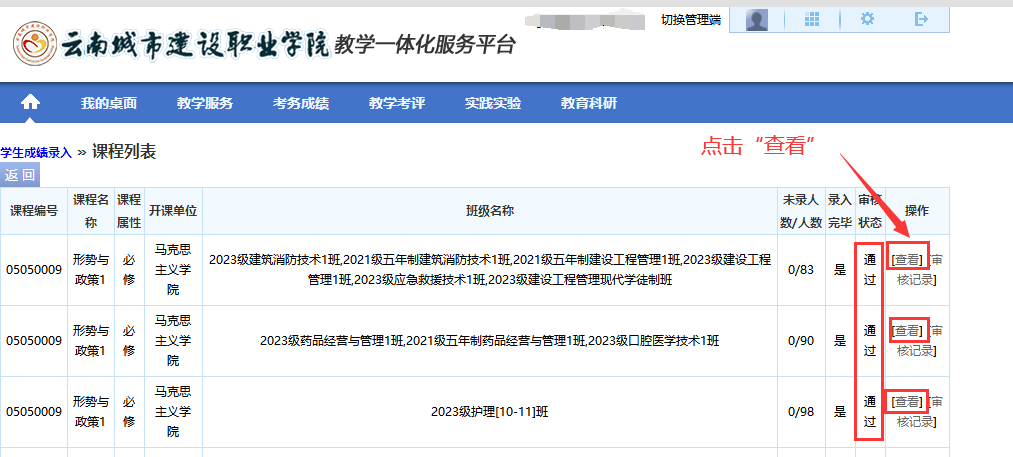 切换管理端
云南城市建设职业学院 教学一体化服务平台
我的桌面 教学服务 考务成绩 教学考评 实践实验 教育科研
学生成绩录入 » 课程列表
点击“查看”
返 回
课程编号
课程名
称
课程
属性
开课单位
班级名称
未录人
数/人数
录入
完毕
审核
状态
操作
05050009
形势与
政策1
必
修
马克思
主义学
院
2023级建筑消防技术1班,2021级五年制建筑消防技术1班,2021级五年制建设工程管理1班,2023级建设工程
管理1班,2023级应急救援技术1班,2023级建设工程管理现代学徒制班
0/83
是
通
过
[查看] [审
核记录]
05050009
形势与
政策1
必
修
马克思
主义学
院
2023级药品经营与管理1班,2021级五年制药品经营与管理1班,2023级口腔医学技术1班
0/90
是
通
过
[查看] [审
核记录]
05050009
形势与
政策1
必
修
马克思
主义学
院
2023级护理[10-11]班
0/98
是
通
过
[查看] [审
核记录]